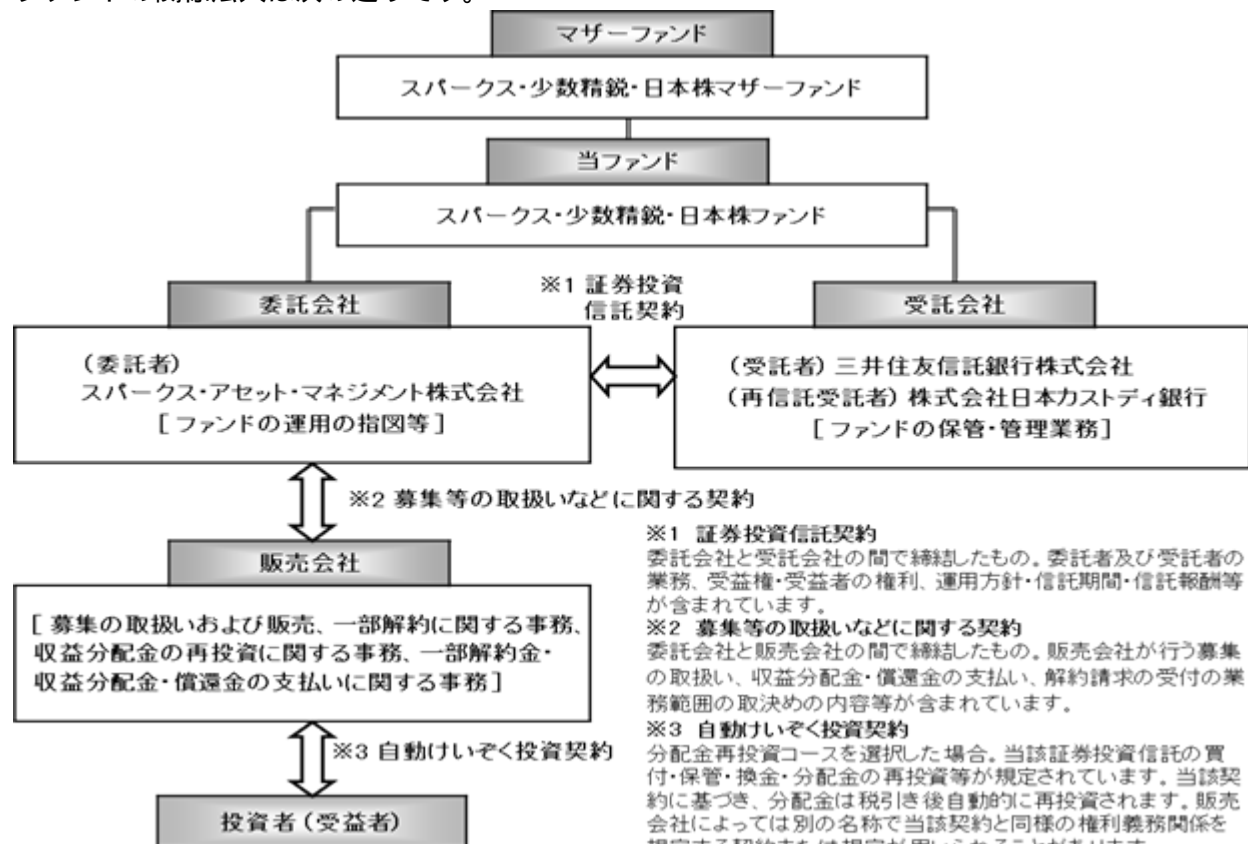 マザーファンド
スパークス・少数精鋭・日本株マザーファンド
当ファンド
スパークス・少数精鋭・日本株ファンド
※1 証券投資
信託契約
委託会社
(委託者)
スパークス・アセット・マネジメント株式会社
[ファンドの運用の指図等]
受託会社
(受託者) 三井住友信託銀行株式会社
(再信託受託者) 株式会社日本カストディ銀行
[ファンドの保管・管理業務]
※2 募集等の取扱いなどに関する契約
販売会社
[募集の取扱いおよび販売、一部解約に関する事務、
収益分配金の再投資に関する事務、一部解約金・
収益分配金・償還金の支払いに関する事務]
※3 自動けいぞく投資契約
投資者(受益者)
※1 証券投資信託契約
委託会社と受託会社の間で締結したもの。委託者及び受託者の
業務、受益権・受益者の権利、運用方針・信託期間・信託報酬等
が含まれています。
※2 募集等の取扱いなどに関する契約
委託会社と販売会社の間で締結したもの。販売会社が行う募集
の取扱い、収益分配金・償還金の支払い、解約請求の受付の業
務範囲の取決めの内容等が含まれています。
※3 自動けいぞく投資契約
分配金再投資コースを選択した場合。当該証券投資信託の買
付・保管・換金・分配金の再投資等が規定されています。当該契
約に基づき、分配金は税引き後自動的に再投資されます。販売
会社によっては別の名称で当該契約と同様の権利義務関係を